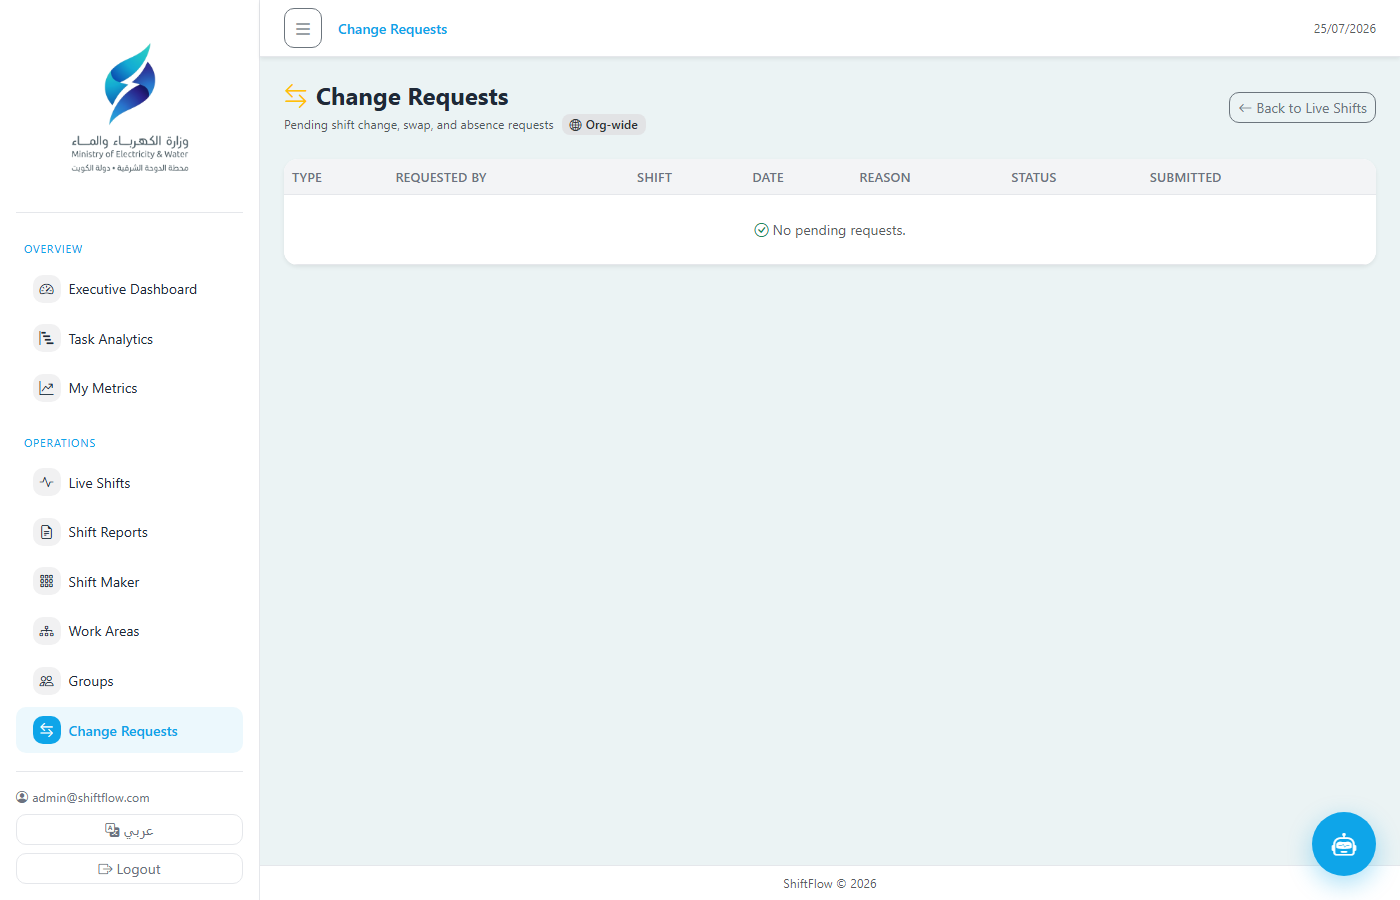 وزارة الكهرباء والماء
Ministry of Electricity & Water
محطة الدوحة الشرقية • دولة الكويت
OVERVIEW
Executive Dashboard
Task Analytics
My Metrics
OPERATIONS
Live Shifts
Shift Reports
Shift Maker
Work Areas
Groups
Change Requests
admin@shiftflow.com
عربي
Logout
Change Requests
25/07/2026
Change Requests
Pending shift change, swap, and absence requests Org-wide
Back to Live Shifts
TYPE REQUESTED BY SHIFT DATE REASON STATUS SUBMITTED
No pending requests.
ShiftFlow © 2026